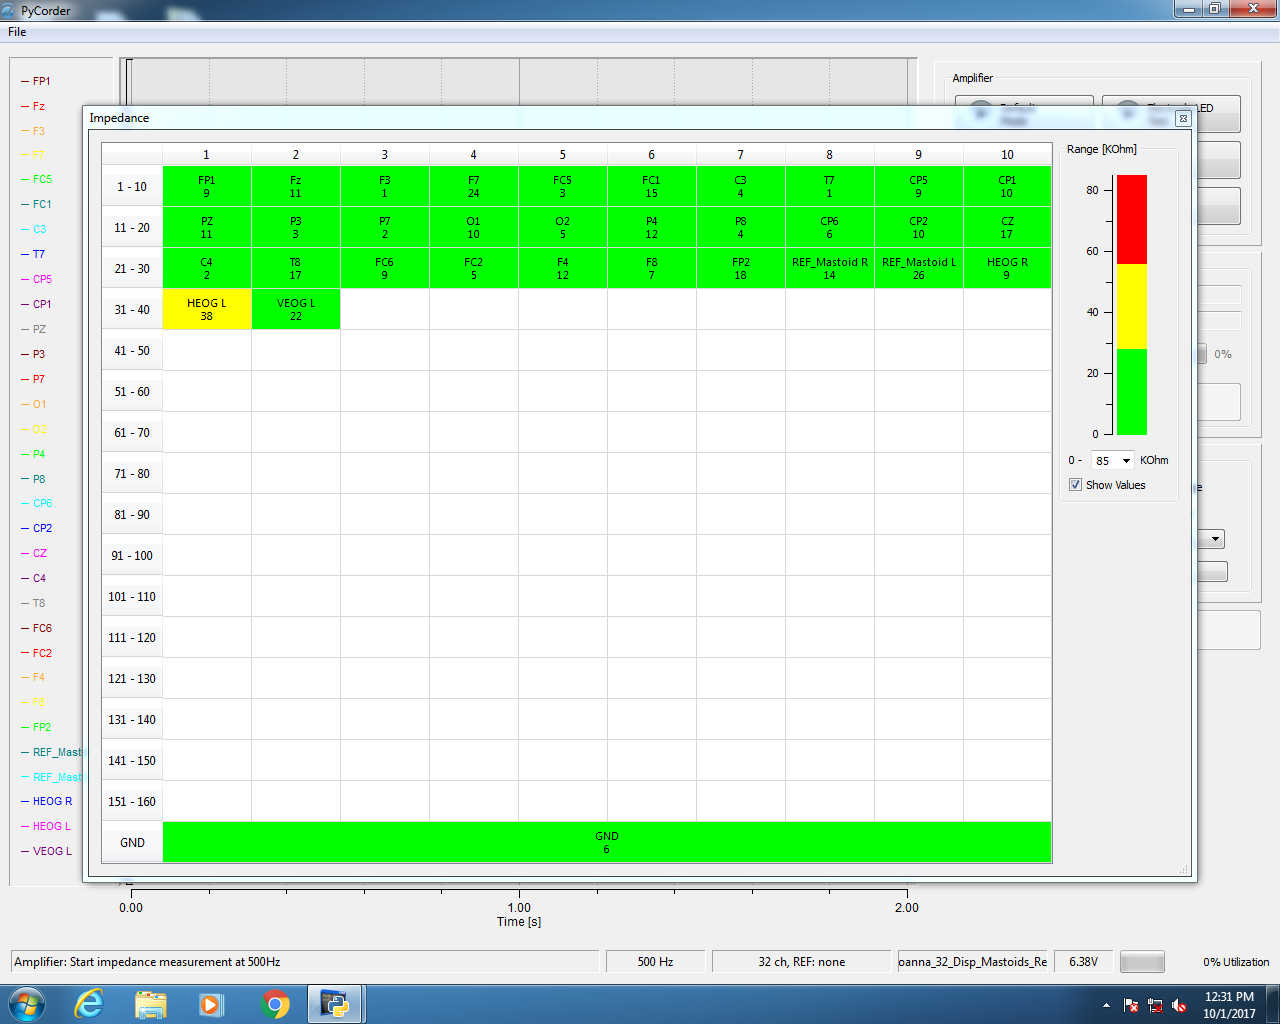 PyCorder
File
FP1
Fz
F3
F7
FC5
FC1
C3
T7
CP5
CP1
PZ
P3
P7
O1
O2
P4
P8
CP6
CP2
CZ
C4
T8
FC6
FC2
F4
F8
FP2
REF_Mast
REF_Mast
HEOG R
HEOG L
VEOG L
Amplifier
Default
Mode
LED
Impedance
1 2 3 4 5 6 7 8 9 10
1 - 10
FP1 Fz F3 F7 FC5 FC1 C3 T7 CP5 CP1
9 11 1 24 3 15 4 1 9 10
11 - 20
PZ P3 P7 O1 O2 P4 P8 CP6 CP2 CZ
11 3 2 10 5 12 4 6 10 17
21 - 30
C4 T8 FC6 FC2 F4 F8 FP2 REF_Mastoid R REF_Mastoid L HEOG R
2 17 9 5 12 7 18 14 26 9
31 - 40
HEOG L VEOG L
38 22
41 - 50
51 - 60
61 - 70
71 - 80
81 - 90
91 - 100
101 - 110
111 - 120
121 - 130
131 - 140
141 - 150
151 - 160
GND
GND
6
Range [KOhm]
80
60
40
20
0
0 - 85 KOhm
Show Values
0%
0.00 1.00 2.00
Time [s]
Amplifier: Start impedance measurement at 500Hz
500 Hz
32 ch, REF: none
oanna_32_Disp_Mastoids_Re
6.38V
0% Utilization
12:31 PM
10/1/2017